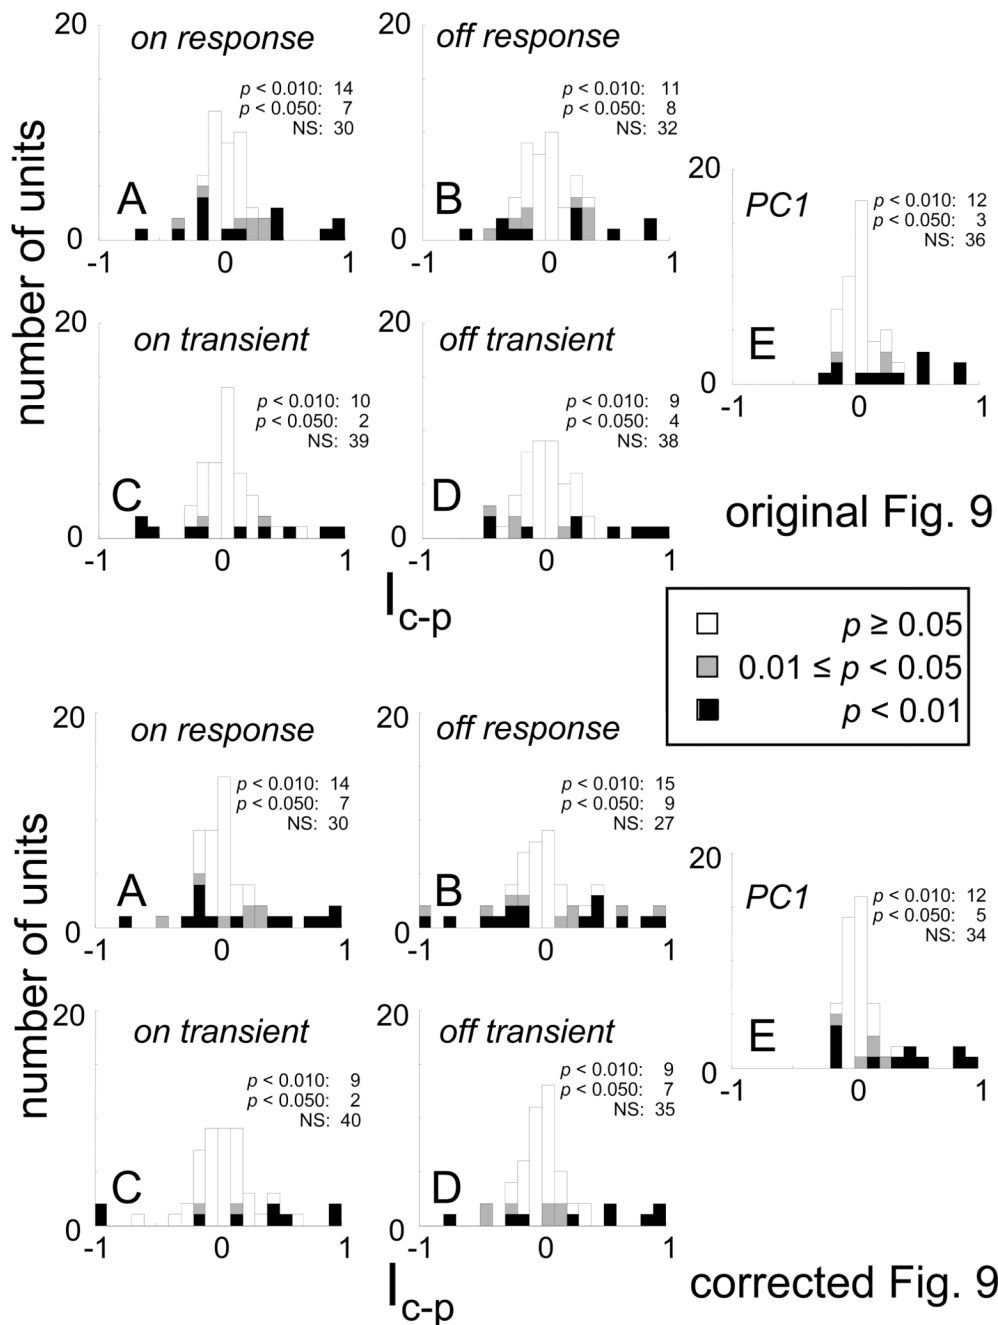 number of units
20
0
on response
p < 0.010: 14
p < 0.050: 7
NS: 30
A
-1 0 1
off response
p < 0.010: 11
p < 0.050: 8
NS: 32
B
-1 0 1
20
0
on transient
p < 0.010: 10
p < 0.050: 2
NS: 39
C
-1 0 1
off transient
p < 0.010: 9
p < 0.050: 4
NS: 38
D
-1 0 1
20
0
PC1
p < 0.010: 12
p < 0.050: 3
NS: 36
E
-1 0 1
original Fig. 9
Ic-p
p ≥ 0.05
0.01 ≤ p < 0.05
p < 0.01
number of units
20
0
on response
p < 0.010: 14
p < 0.050: 7
NS: 30
A
-1 0 1
20
0
off response
p < 0.010: 15
p < 0.050: 9
NS: 27
B
-1 0 1
20
0
on transient
p < 0.010: 9
p < 0.050: 2
NS: 40
C
-1 0 1
20
0
off transient
p < 0.010: 9
p < 0.050: 7
NS: 35
D
-1 0 1
20
0
PC1
p < 0.010: 12
p < 0.050: 5
NS: 34
E
-1 0 1
Ic-p
corrected Fig. 9